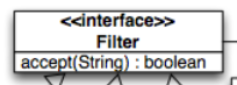 <<interface>>
Filter
accept(String) : boolean